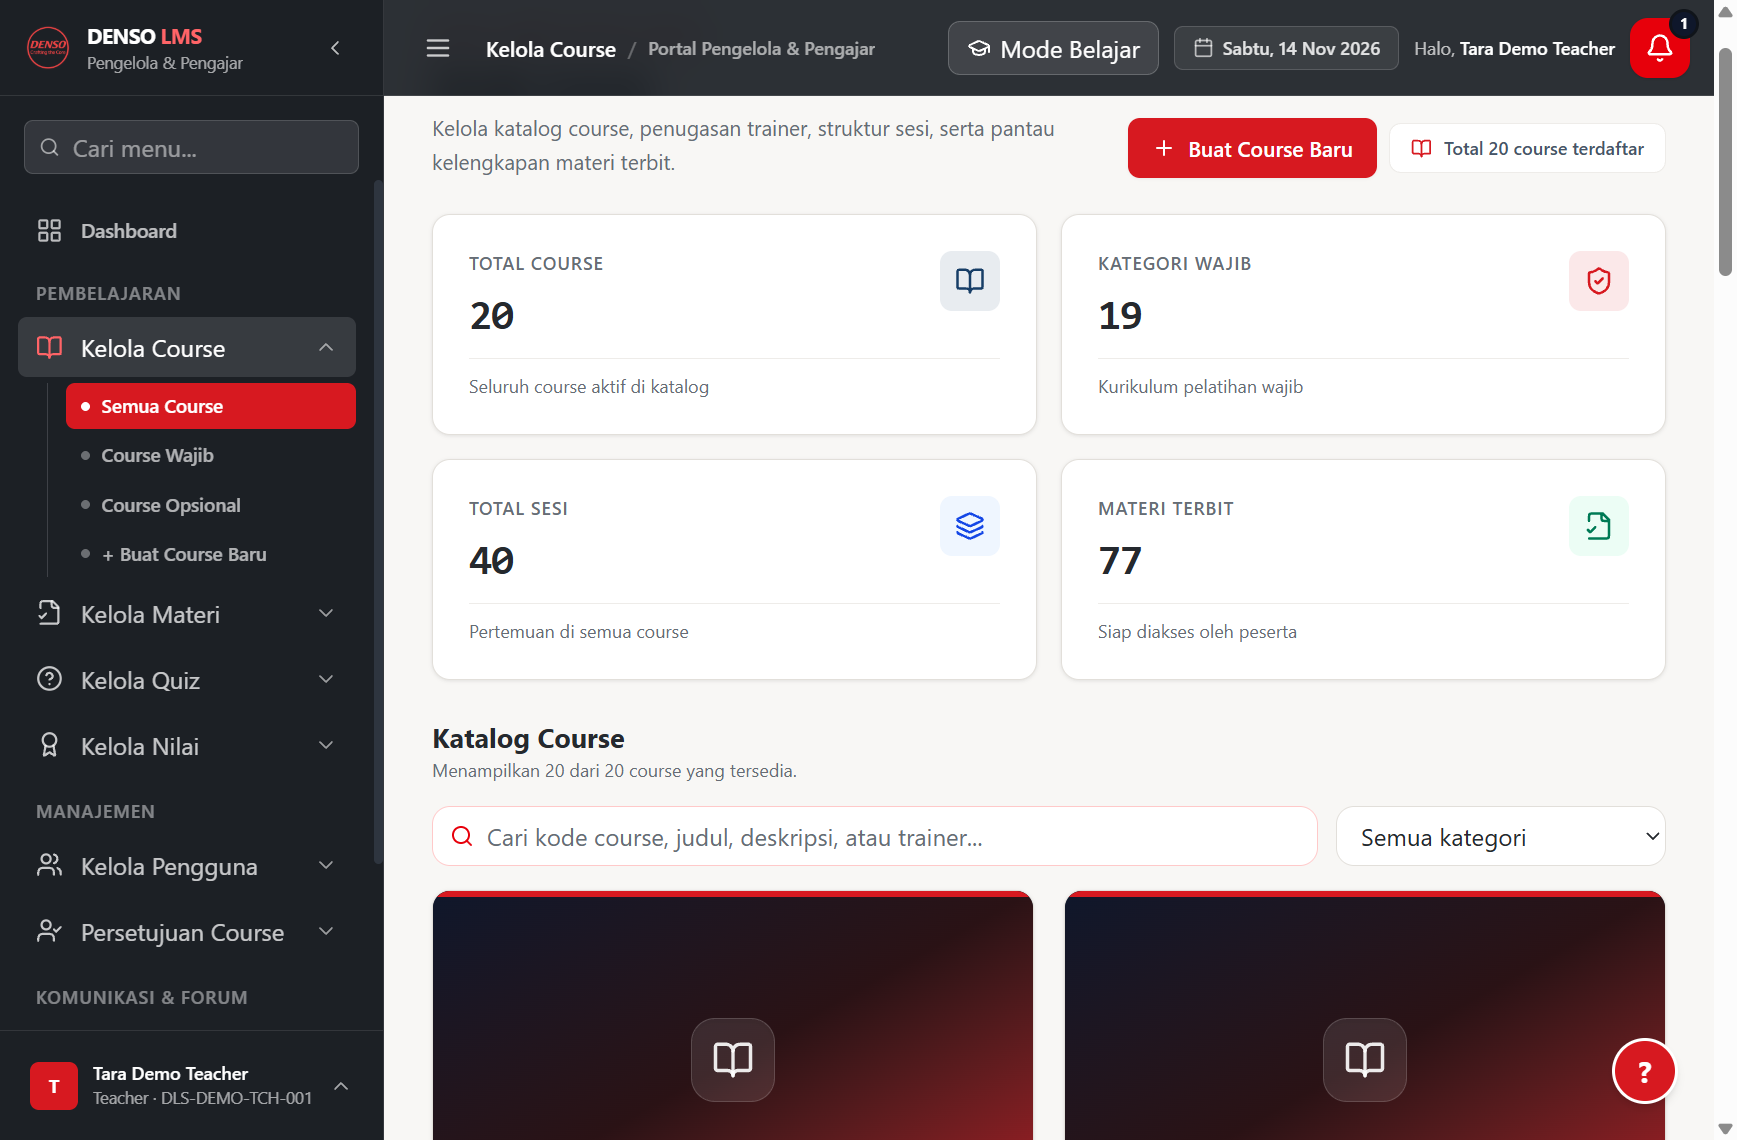 DENSO
Crafting the Core
DENSO LMS
Pengelola & Pengajar
Cari menu...
Dashboard
PEMBELAJARAN
Kelola Course
Semua Course
Course Wajib
Course Opsional
+ Buat Course Baru
Kelola Materi
Kelola Quiz
Kelola Nilai
MANAJEMEN
Kelola Pengguna
Persetujuan Course
KOMUNIKASI & FORUM
T
Tara Demo Teacher
Teacher · DLS-DEMO-TCH-001
Kelola Course / Portal Pengelola & Pengajar
Mode Belajar
Sabtu, 14 Nov 2026
Halo, Tara Demo Teacher
1
Kelola katalog course, penugasan trainer, struktur sesi, serta pantau
kelengkapan materi terbit.
+ Buat Course Baru
Total 20 course terdaftar
TOTAL COURSE
20
Seluruh course aktif di katalog
KATEGORI WAJIB
19
Kurikulum pelatihan wajib
TOTAL SESI
40
Pertemuan di semua course
MATERI TERBIT
77
Siap diakses oleh peserta
Katalog Course
Menampilkan 20 dari 20 course yang tersedia.
Cari kode course, judul, deskripsi, atau trainer...
Semua kategori
?